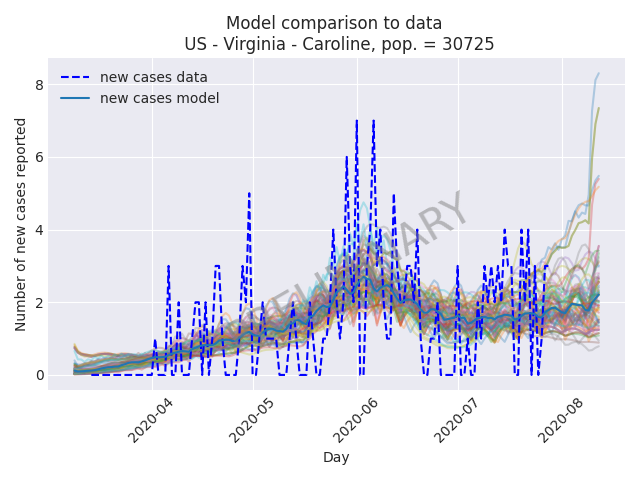 Model comparison to data
US - Virginia - Caroline, pop. = 30725
new cases data
new cases model
Number of new cases reported
8
6
4
2
0
2020-04
2020-05
2020-06
2020-07
2020-08
Day